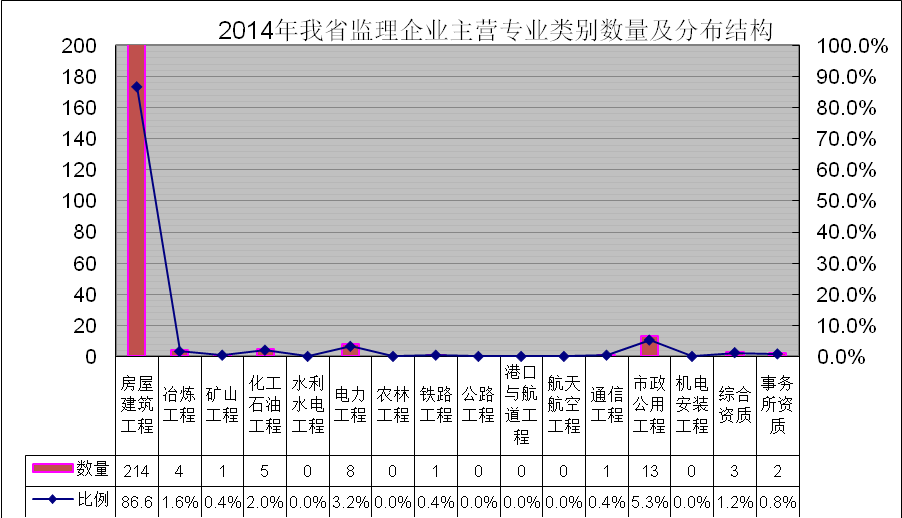 2014年我省监理企业主营专业类别数量及分布结构
200
180
160
140
120
100
80
60
40
20
0
100.0%
90.0%
80.0%
70.0%
60.0%
50.0%
40.0%
30.0%
20.0%
10.0%
0.0%
房屋
建筑
工程
冶炼
工程
矿山
工程
化工
石油
工程
水利
水电
工程
电力
工程
农林
工程
铁路
工程
公路
工程
港口
与航
道工
程
航天
航空
工程
通信
工程
市政
公用
工程
机电
安装
工程
综合
资质
事务
所资
质
数量 214 4 1 5 0 8 0 1 0 0 0 1 13 0 3 2
比例 86.6 1.6% 0.4% 2.0% 0.0% 3.2% 0.0% 0.4% 0.0% 0.0% 0.0% 0.4% 5.3% 0.0% 1.2% 0.8%